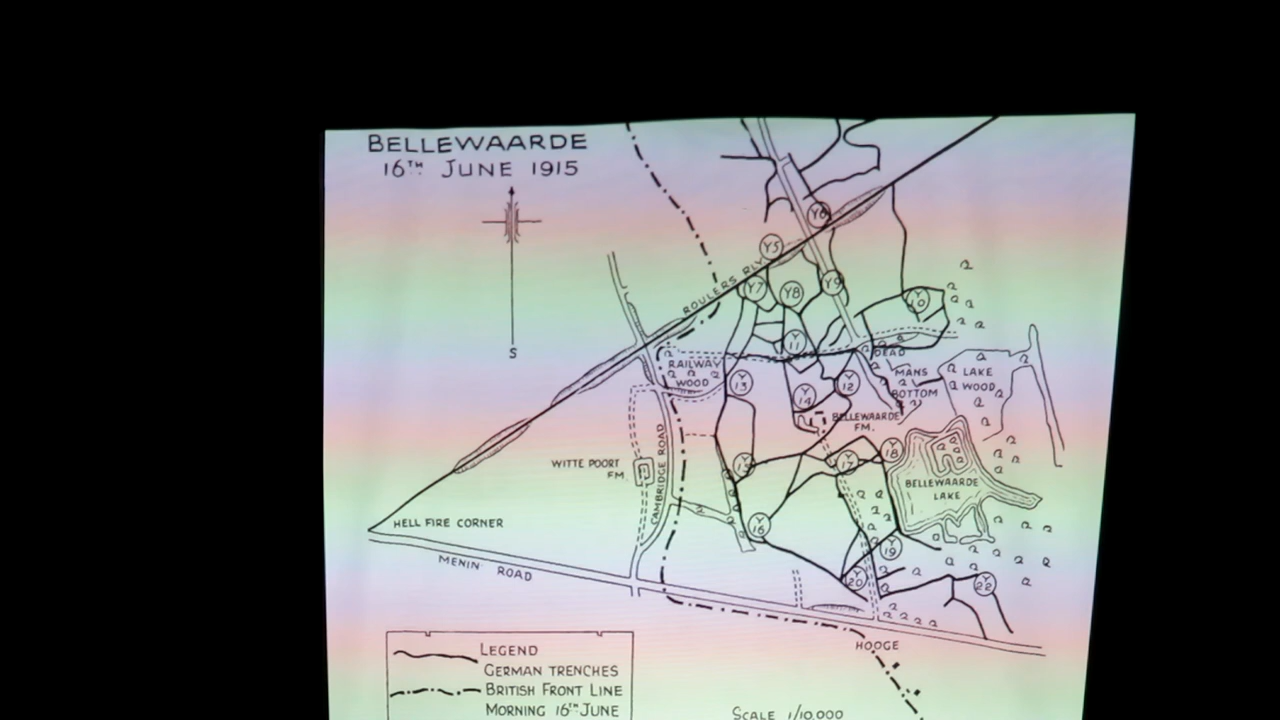 BELLEWAARDE
16TH JUNE 1915
S
Y6
Y5
ROULERS RLY
Y7
Y8
Y9
Y10
Y11
RAILWAY
WOOD
DEAD
MANS
BOTTOM
LAKE
WOOD
Y13
Y14
Y12
BELLEWAARDE
FM.
WITTE POORT
FM.
CAMBRIDGE ROAD
Y15
Y17
Y18
BELLEWAARDE
LAKE
HELL FIRE CORNER
Y16
Y19
MENIN ROAD
Y20
Y22
HOOGE
LEGEND
GERMAN TRENCHES
BRITISH FRONT LINE
MORNING 16TH JUNE
SCALE 1/10,000